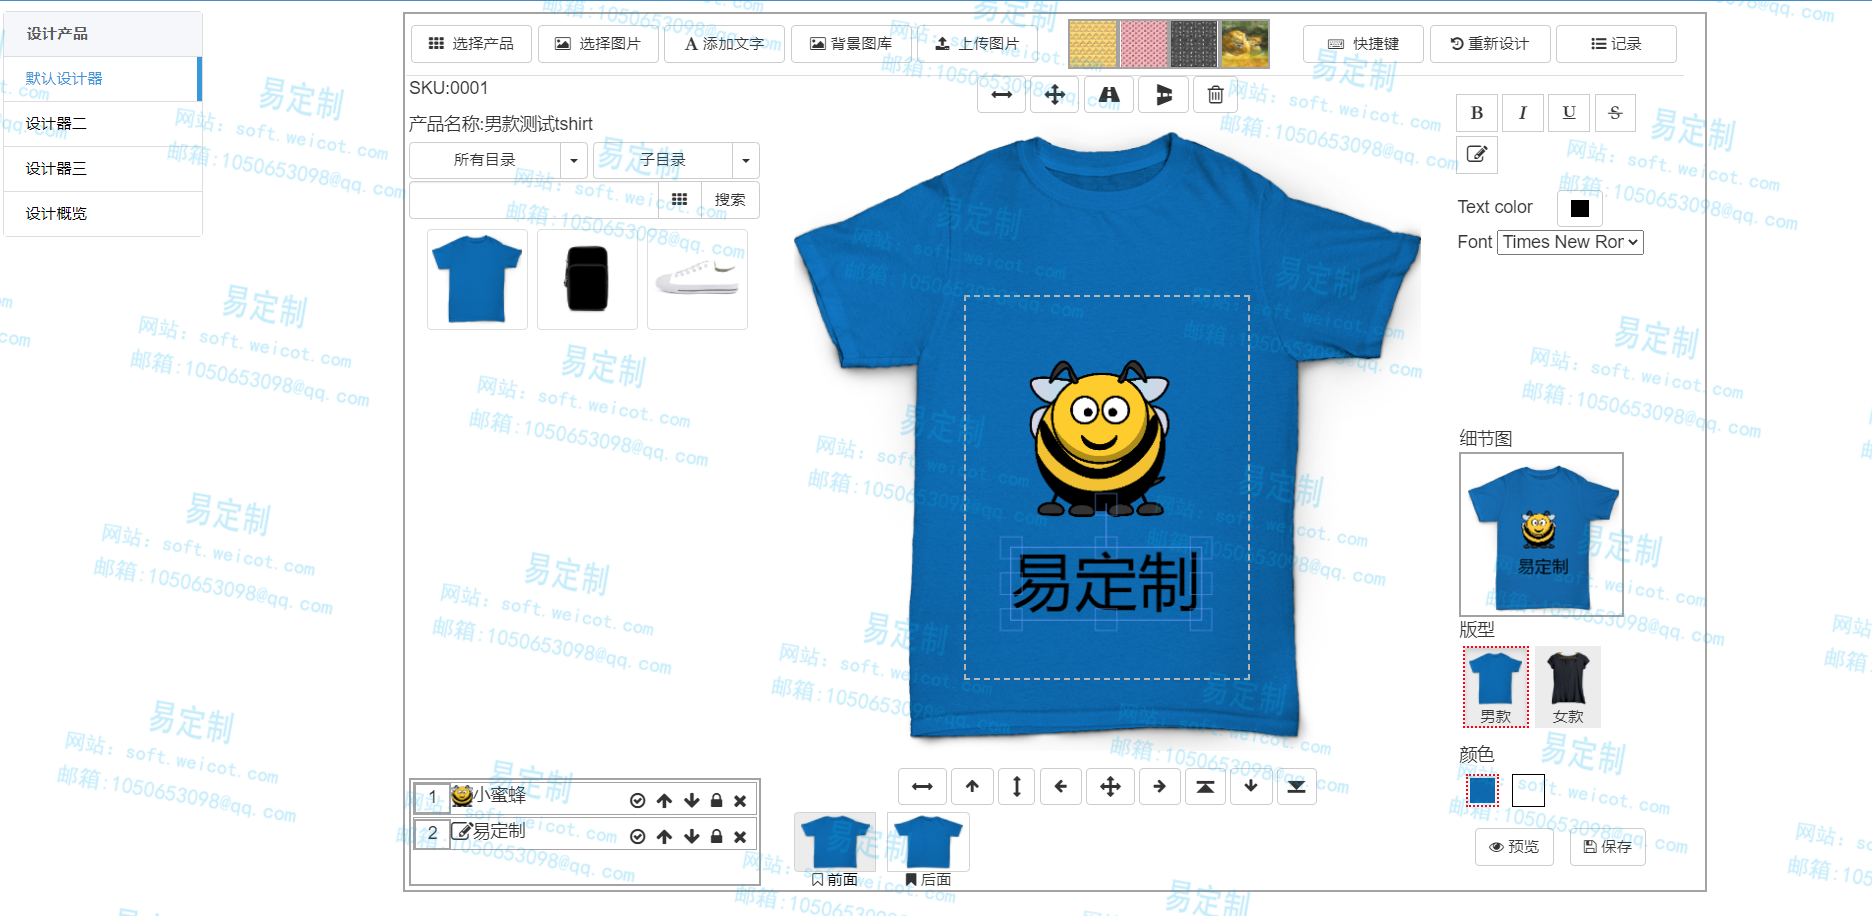 设计产品
默认设计器
设计器二
设计器三
设计概览
选择产品
选择图片
添加文字
背景图库
上传图片
快捷键
重新设计
记录
SKU:0001
产品名称:男款测试tshirt
所有目录
子目录
搜索
B
I
U
S
Text color
Font Times New Ror
易定制
细节图
易定制
版型
男款
女款
颜色
1 小蜜蜂
2 易定制
前面
后面
预览
保存
易定制
网站: soft.weicot.com
邮箱:1050653098@qq.com